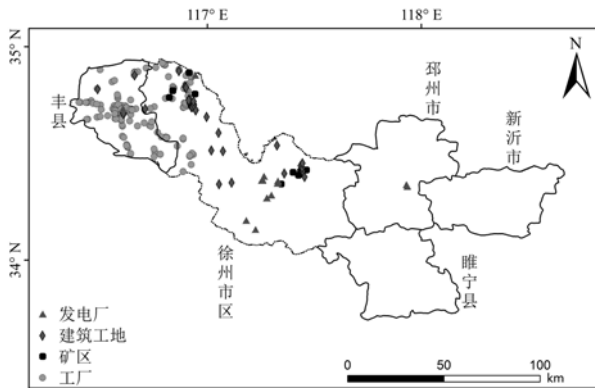 117° E
118° E
35° N
34° N
N
丰县
邳州市
新沂市
徐州市区
睢宁县
发电厂
建筑工地
矿区
工厂
0 50 100
km